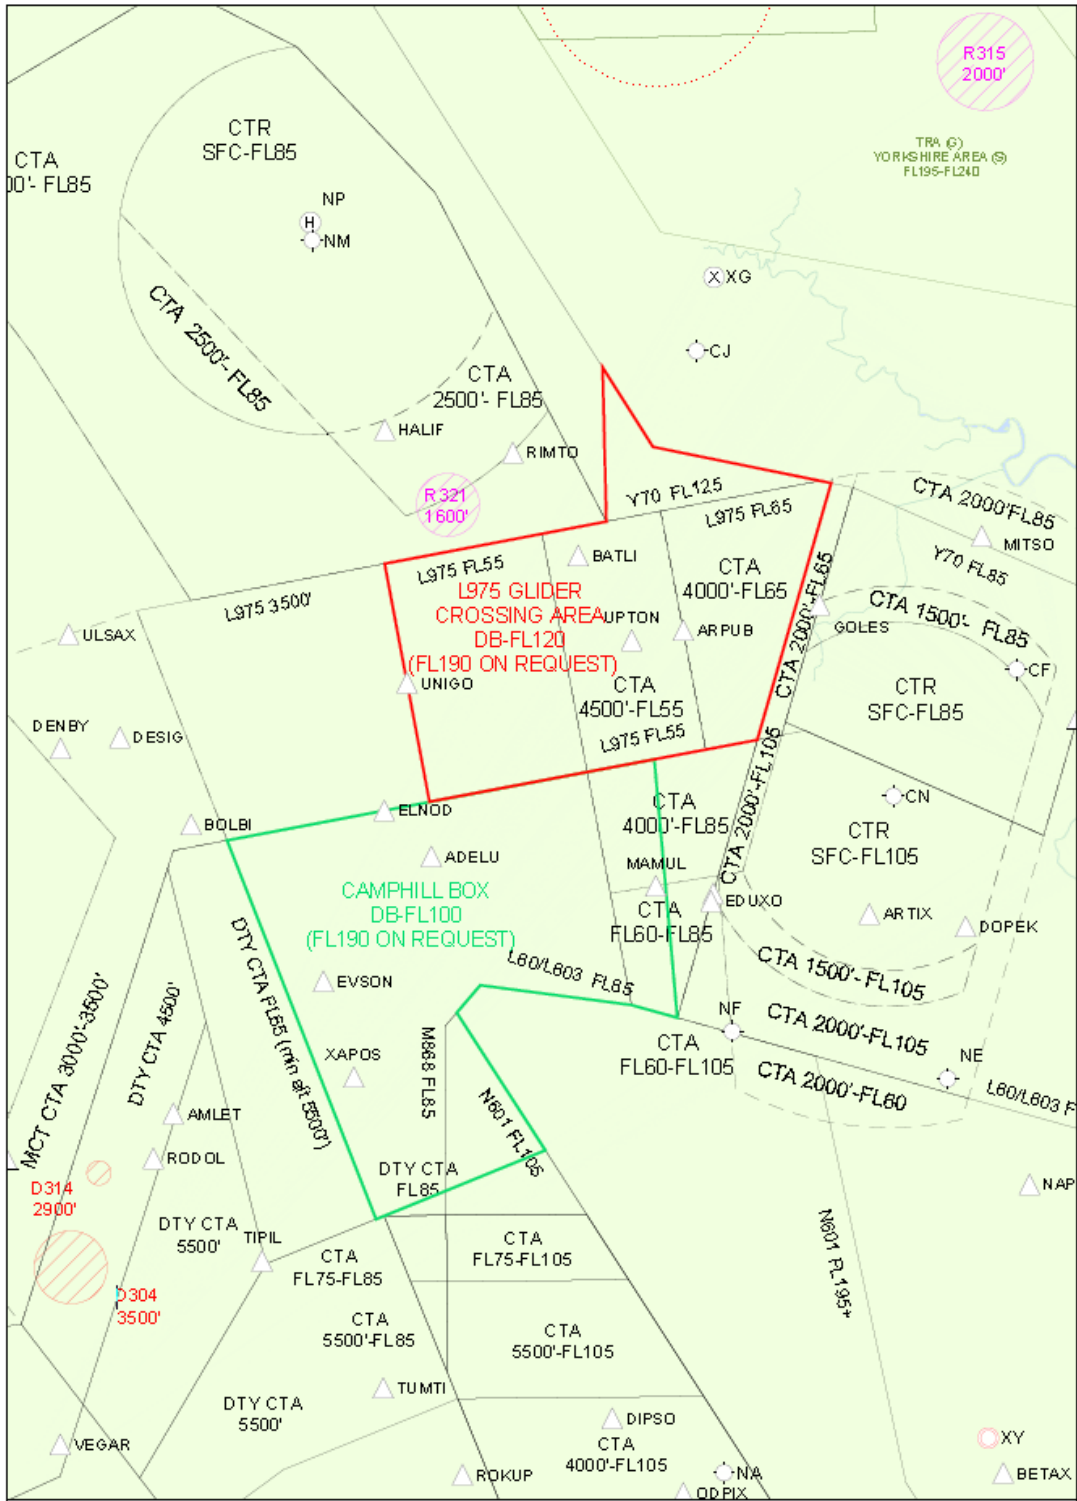 R315
2000'
CTR
SFC-FL85
TRA (G)
YORKSHIRE AREA (S)
FL195-FL240
CTA
00'- FL85
NP
H
NM
X XG
CTA 2500'- FL85
CJ
CTA
2500'- FL85
HALIF
RIMTO
R321
1600'
Y70 FL125
L975 FL65
CTA 2000'FL85
MITSO
Y70 FL85
BATLI
L975 FL55
CTA
4000'-FL65
L975 GLIDER
CROSSING AREA
DB-FL120
(FL190 ON REQUEST)
L975 3500'
CTA 2000'-FL65
CTA 1500'- FL85
GOLES
ULSAX
UPTON
ARPUB
CF
UNIGO
CTA
4500'-FL55
CTR
SFC-FL85
DENBY
DESIG
L975 FL55
CTA 2000'-FL105
ELNOD
CTA
4000'-FL85
CN
BOLBI
CTR
SFC-FL105
ADELU
MAMUL
CAMPHILL BOX
DB-FL100
(FL190 ON REQUEST)
EDUXO
CTA
FL60-FL85
ARTIX
DOPEK
DTY CTA FL65 (min alt 5500')
L60/L603 FL85
CTA 1500'- FL105
EVSON
MCT CTA 3000'-3500'
DTY CTA 4500'
NF
CTA 2000'-FL105
M868 FL85
CTA
FL60-FL105
XAPOS
NE
CTA 2000'-FL60
L60/L603 F
N601 FL105
AMLET
RODOL
DTY CTA
FL85
D314
2900'
NAP
DTY CTA
5500'
TIPIL
CTA
FL75-FL85
CTA
FL75-FL105
N601 FL195+
D304
3500'
CTA
5500'-FL85
CTA
5500'-FL105
TUMTI
DTY CTA
5500'
DIPSO
VEGAR
CTA
4000'-FL105
XY
ROKUP
NA
BETAX
ODPIX